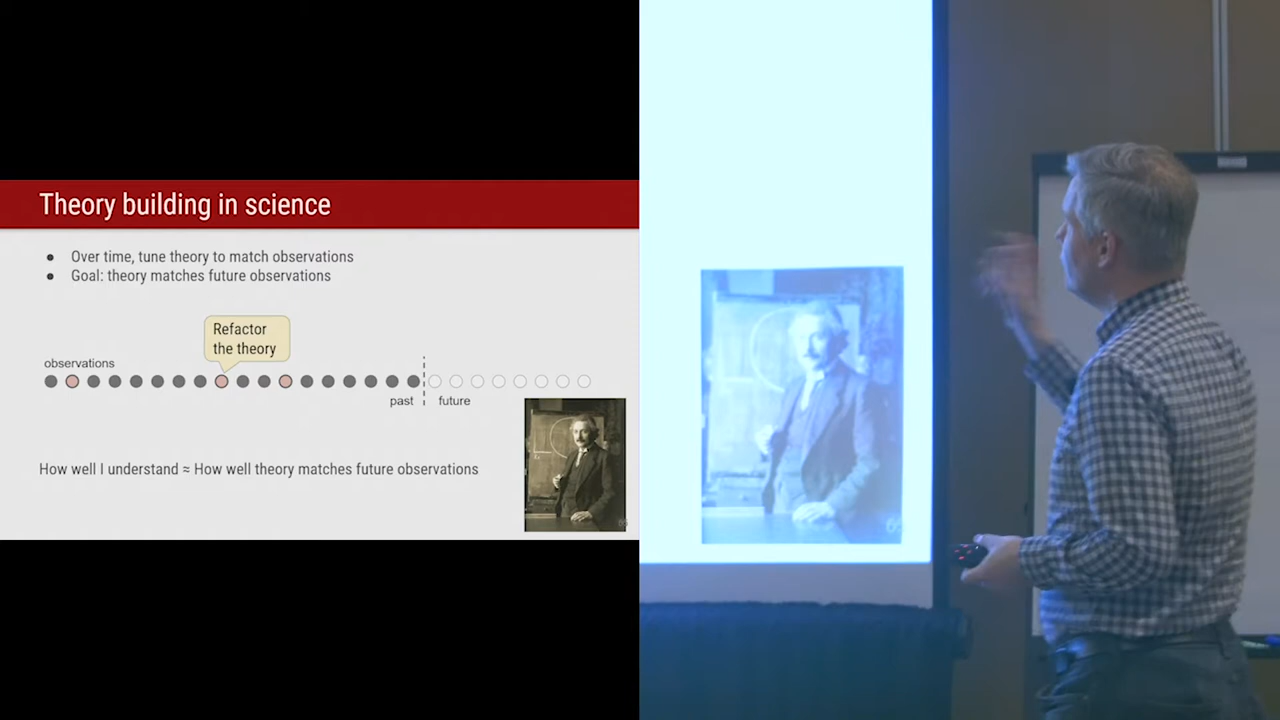 Theory building in science
● Over time, tune theory to match observations
● Goal: theory matches future observations
Refactor
the theory
observations
past
future
How well I understand ≈ How well theory matches future observations